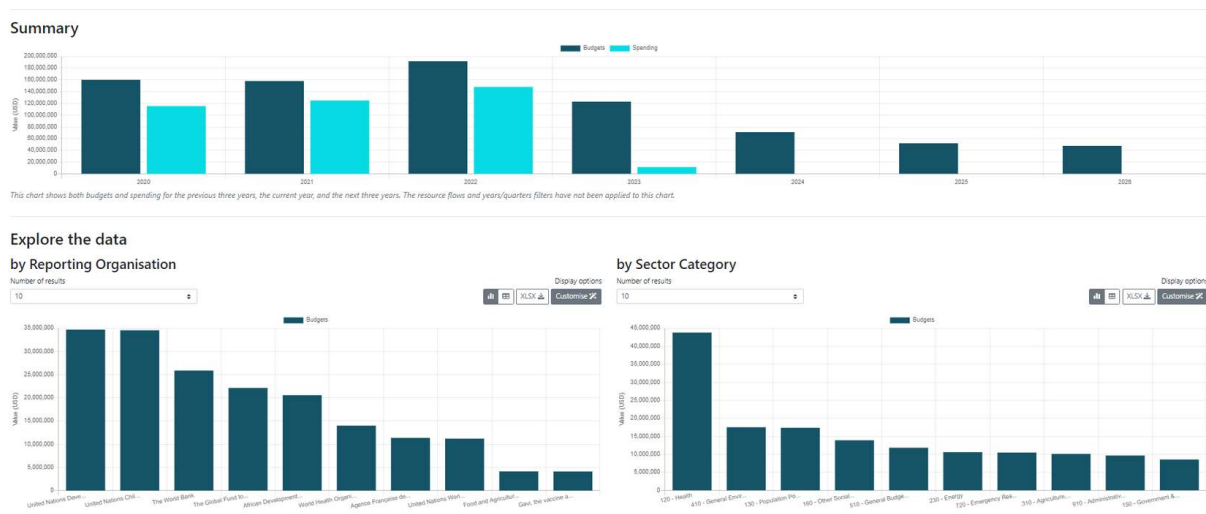 Summary
Budgets Spending
200,000,000
180,000,000
160,000,000
140,000,000
120,000,000
100,000,000
80,000,000
60,000,000
40,000,000
20,000,000
0
Value (USD)
2020 2021 2022 2023 2024 2025 2026
This chart shows both budgets and spending for the previous three years, the current year, and the next three years. The resource flows and years/quarters filters have not been applied to this chart.
Explore the data
by Reporting Organisation
Number of results Display options
10 XLSX Customise
Budgets
35,000,000
30,000,000
25,000,000
20,000,000
15,000,000
10,000,000
5,000,000
0
Value (USD)
United Nations Deve... United Nations Chil... The World Bank The Global Fund to... African Development... World Health Organi... Agence Française de... United Nations Wor... Food and Agricultur... Gavi, the vaccine a...
by Sector Category
Number of results Display options
10 XLSX Customise
Budgets
45,000,000
40,000,000
35,000,000
30,000,000
25,000,000
20,000,000
15,000,000
10,000,000
5,000,000
0
Value (USD)
120 - Health 410 - General Envir... 130 - Population Po... 160 - Other Social... 510 - General Budge... 230 - Energy 720 - Emergency Res... 310 - Agriculture,... 910 - Administrativ... 150 - Government &...